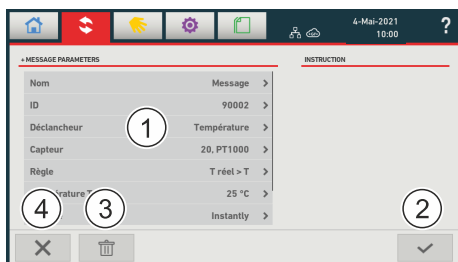 4-Mai-2021
10:00
?
+ MESSAGE PARAMETERS
INSTRUCTION
Nom Message >
ID 90002 >
Déclancheur Température >
Capteur 20, PT1000 >
Règle T réel > T >
rature T 25 °C >
Instantly >
1
4
3
2